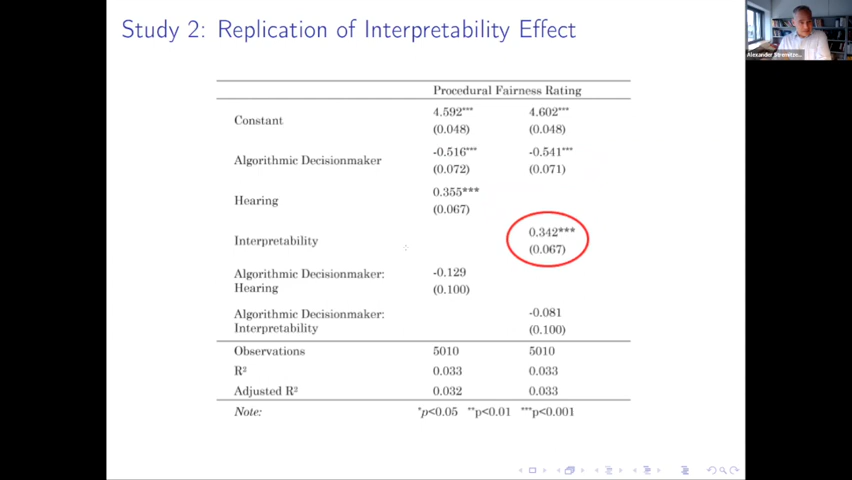 Study 2: Replication of Interpretability Effect
Procedural Fairness Rating
Constant 4.592*** 4.602***
(0.048) (0.048)
Algorithmic Decisionmaker -0.516*** -0.541***
(0.072) (0.071)
Hearing 0.355***
(0.067)
Interpretability 0.342***
(0.067)
Algorithmic Decisionmaker: -0.129
Hearing (0.100)
Algorithmic Decisionmaker: -0.081
Interpretability (0.100)
Observations 5010 5010
R² 0.033 0.033
Adjusted R² 0.032 0.033
Note: *p<0.05 **p<0.01 ***p<0.001
Alexander